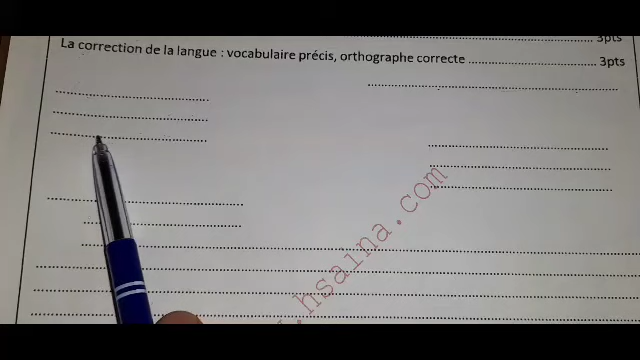 3pts
La correction de la langue : vocabulaire précis, orthographe correcte .......................... 3pts
.hsaina.com